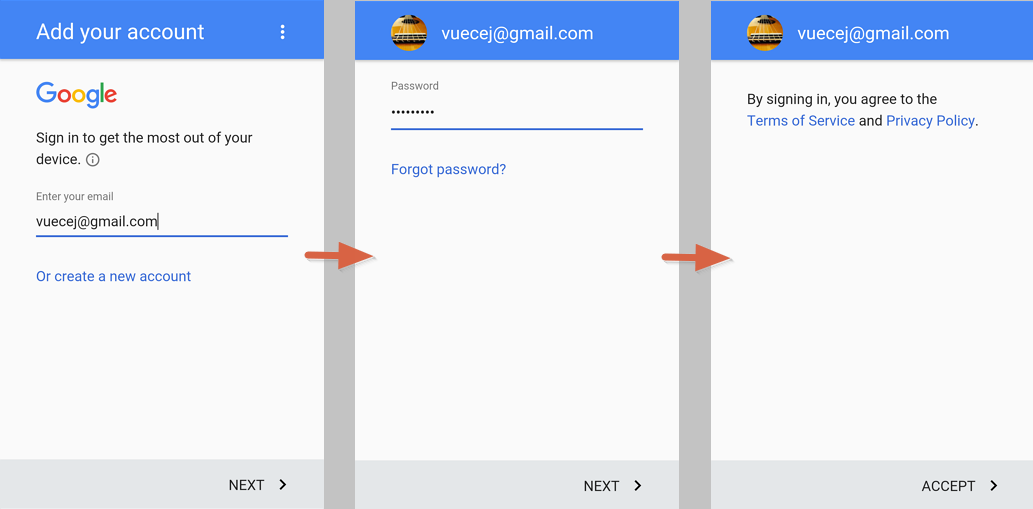 Add your account
Google
Sign in to get the most out of your
device.
Enter your email
vuecej@gmail.com
Or create a new account
NEXT
vuecej@gmail.com
Password
•••••••••
Forgot password?
NEXT
vuecej@gmail.com
By signing in, you agree to the
Terms of Service and Privacy Policy.
ACCEPT